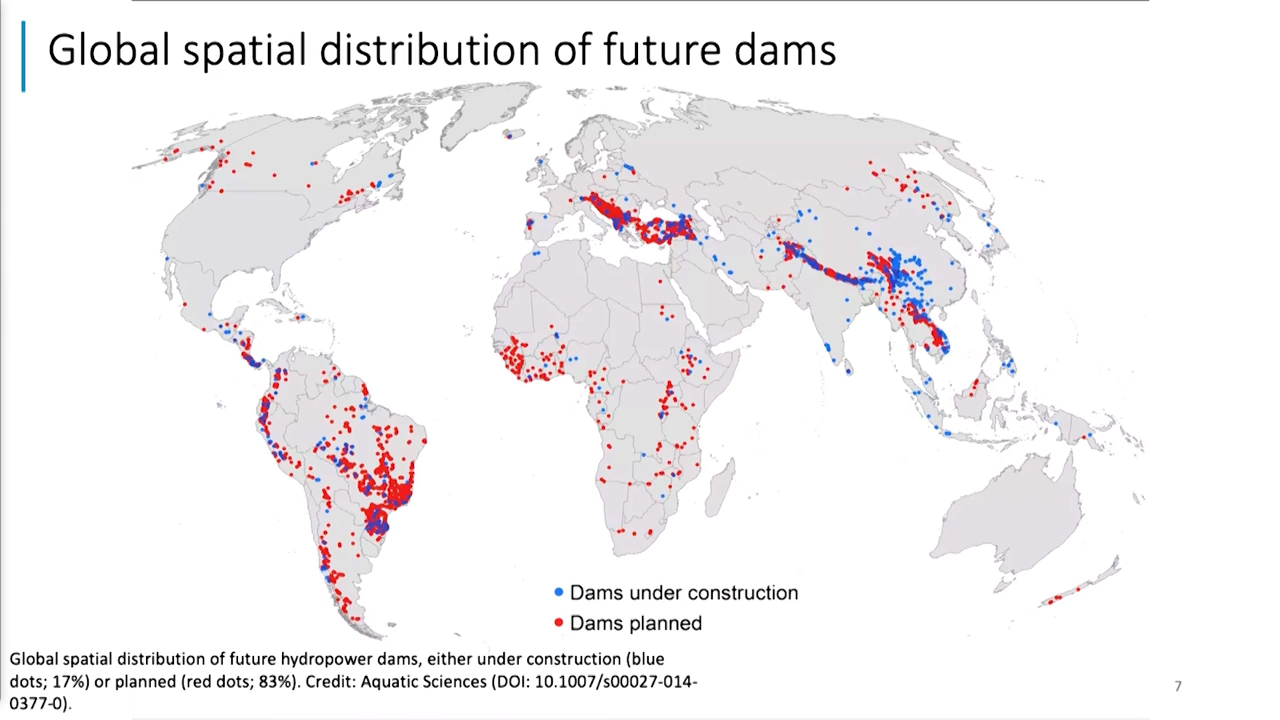 Global spatial distribution of future dams
Dams under construction
Dams planned
Global spatial distribution of future hydropower dams, either under construction (blue
dots; 17%) or planned (red dots; 83%). Credit: Aquatic Sciences (DOI: 10.1007/s00027-014-
0377-0).
7